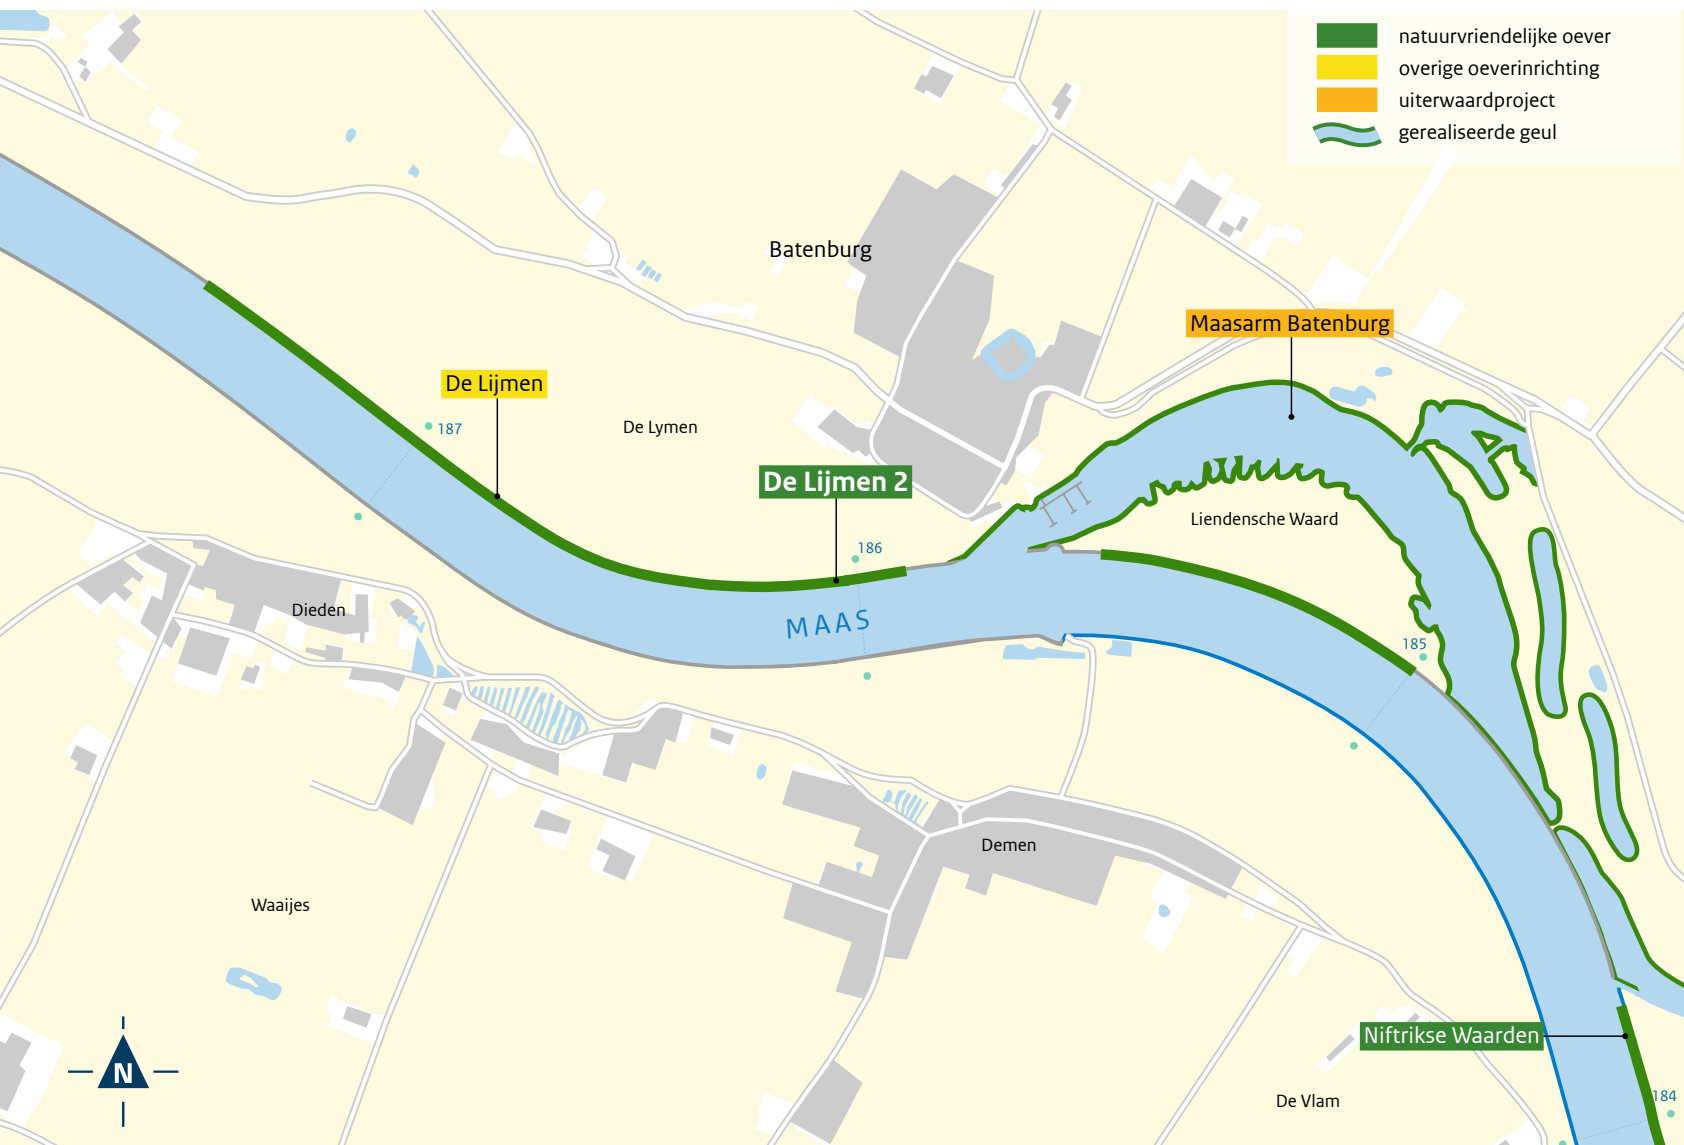 natuurvriendelijke oever
overige oeverinrichting
uiterwaardproject
gerealiseerde geul
Batenburg
Maasarm Batenburg
De Lijmen
187
De Lymen
De Lijmen 2
Liendensche Waard
186
Dieden
MAAS
185
Demen
Waaijes
Niftrikse Waarden
N
184
De Vlam